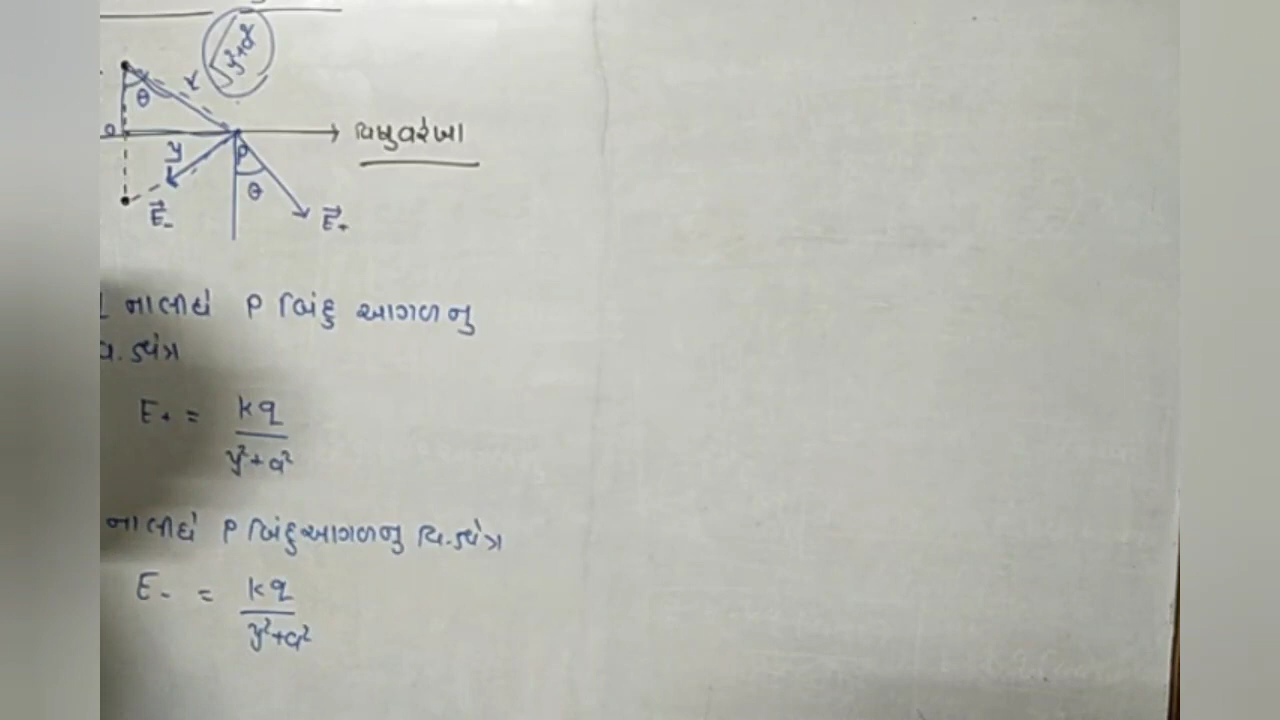 √y²+a²
θ
r
વિષુવરેખા
y
P
θ
E⃗₋
E⃗₊
નાલીધે P બિંદુ આગળનુ
વિ.ક્ષેત્ર
E₊ = kq / y²+a²
નાલીધે P બિંદુઆગળનુ વિ.ક્ષેત્ર
E₋ = kq / y²+a²